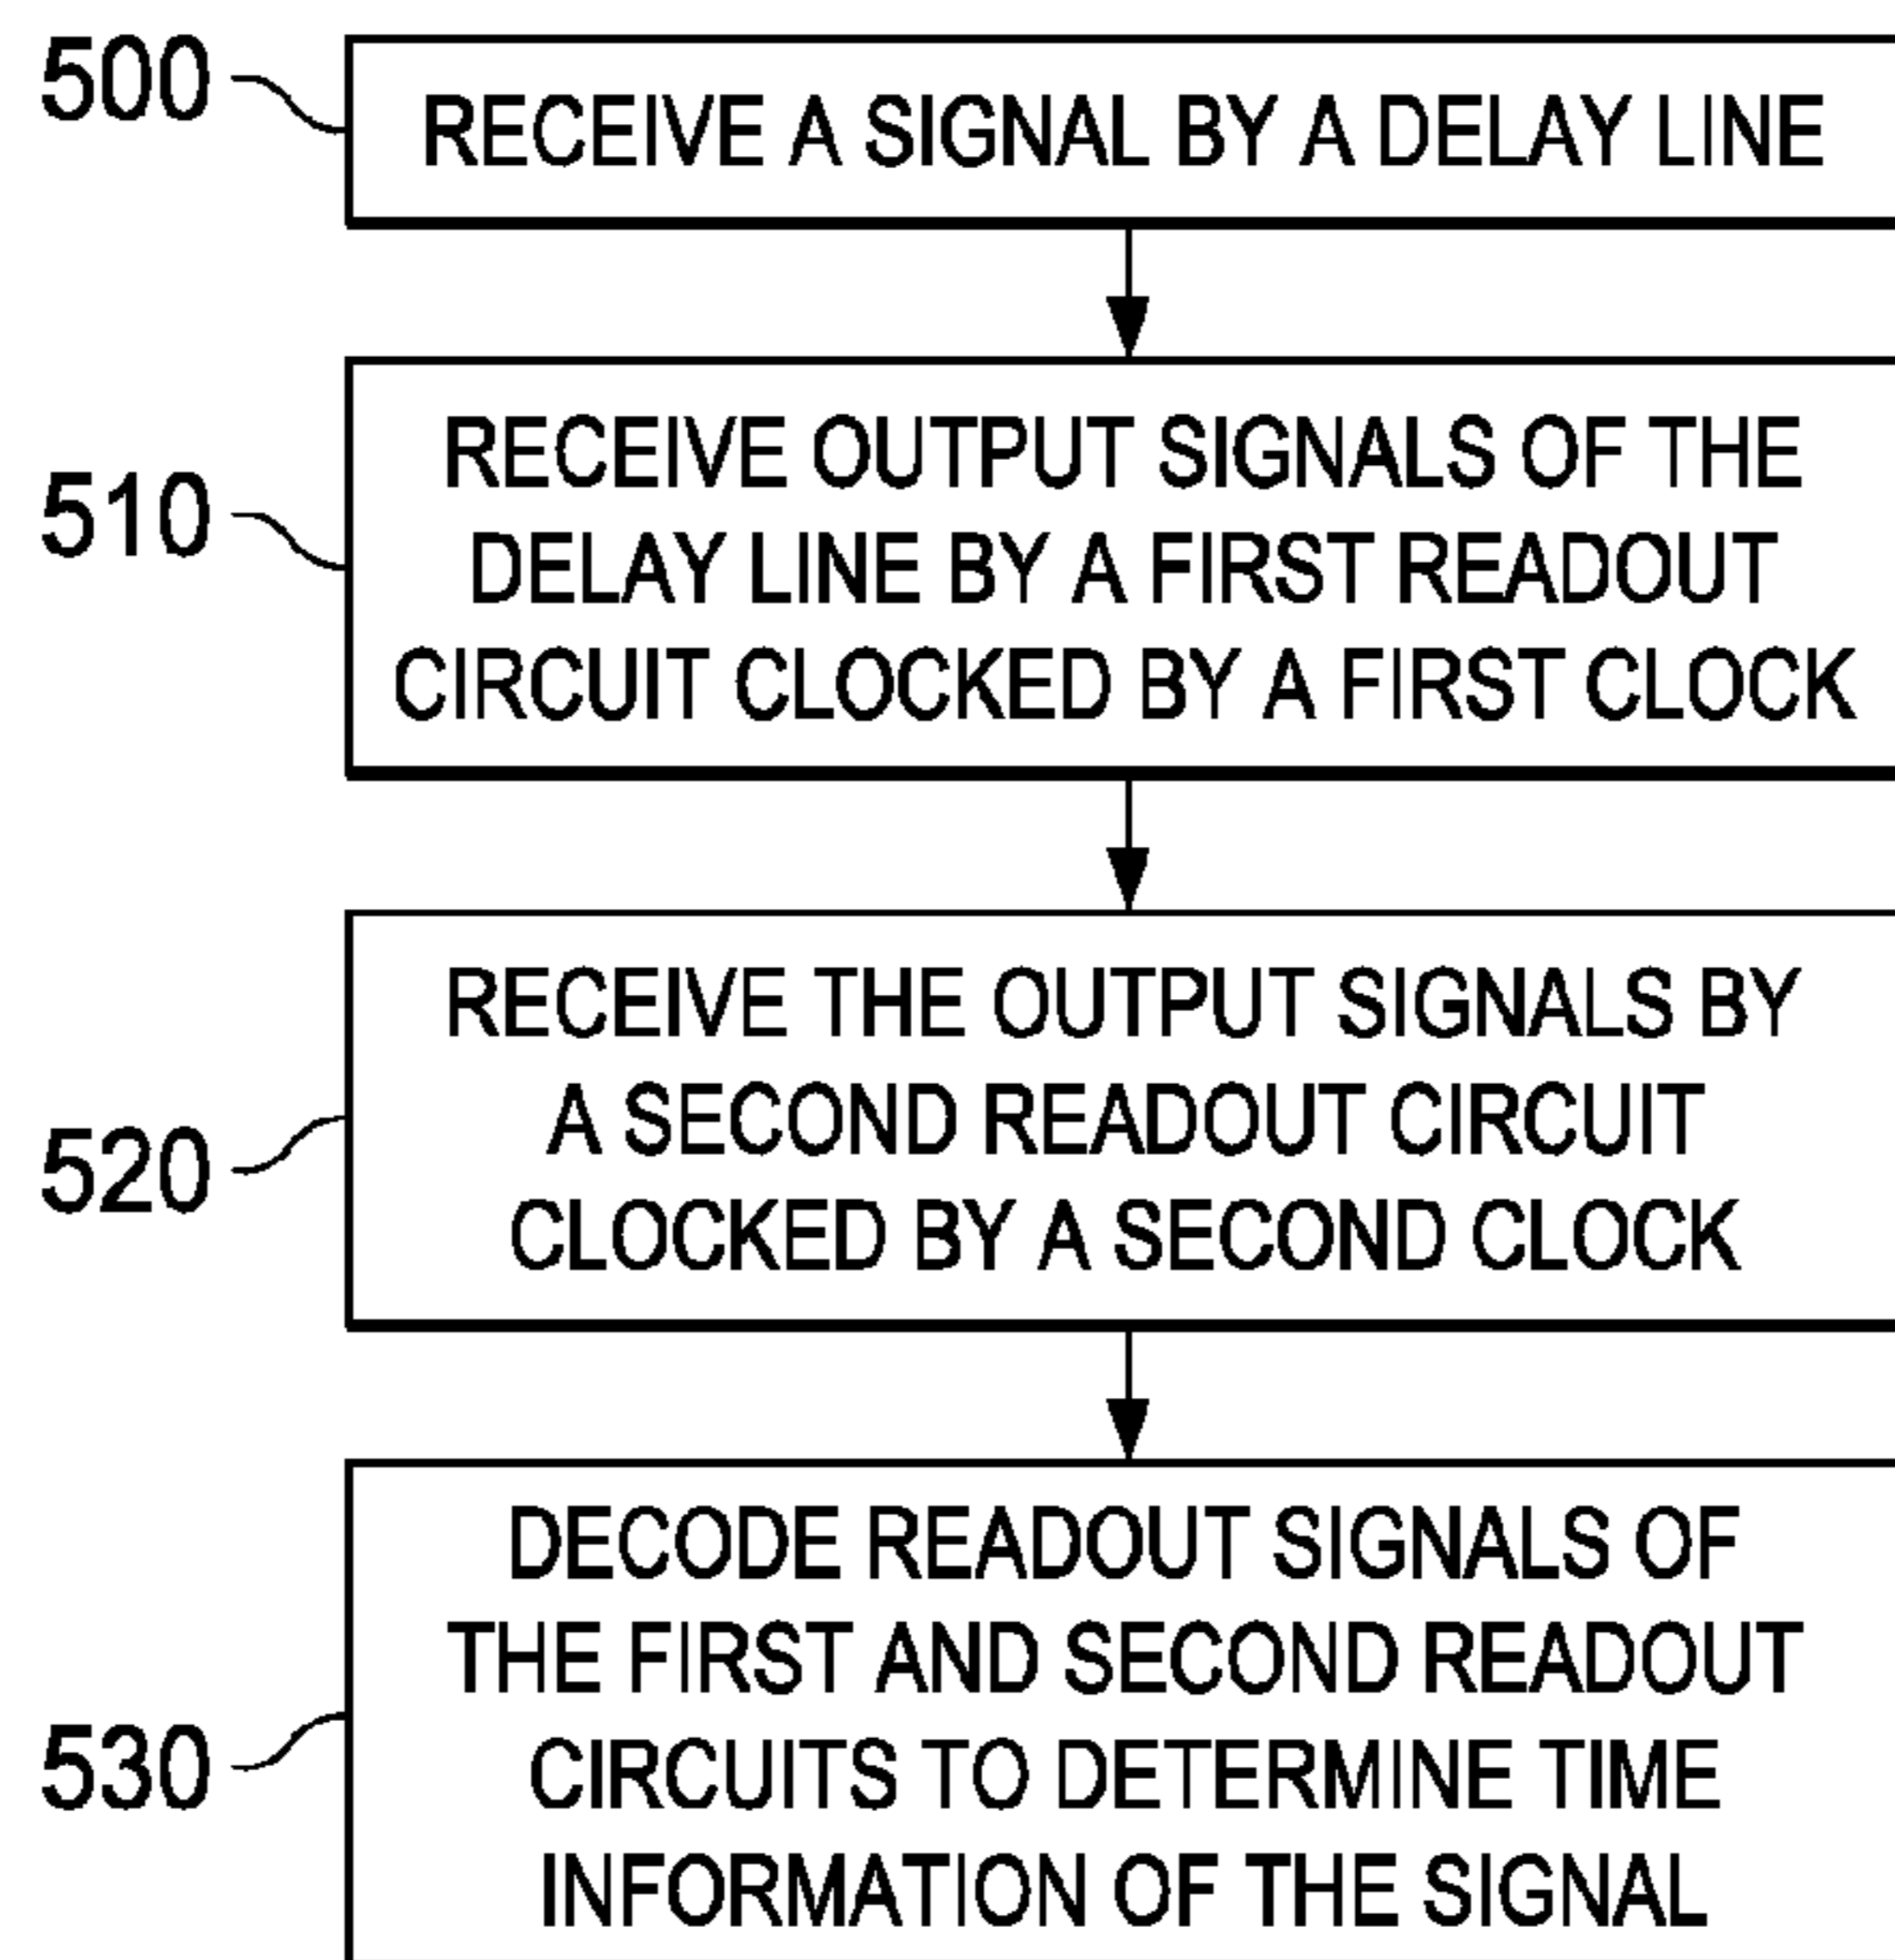 500
RECEIVE A SIGNAL BY A DELAY LINE
510
RECEIVE OUTPUT SIGNALS OF THE
DELAY LINE BY A FIRST READOUT
CIRCUIT CLOCKED BY A FIRST CLOCK
520
RECEIVE THE OUTPUT SIGNALS BY
A SECOND READOUT CIRCUIT
CLOCKED BY A SECOND CLOCK
530
DECODE READOUT SIGNALS OF
THE FIRST AND SECOND READOUT
CIRCUITS TO DETERMINE TIME
INFORMATION OF THE SIGNAL